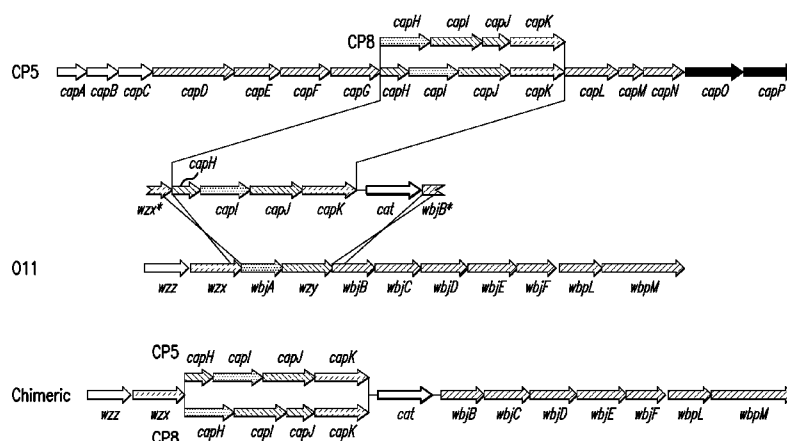 capH capI capJ capK
CP8
CP5
capA capB capC capD capE capF capG capH capI capJ capK capL capM capN capO capP
capH
wzx* capI capJ capK cat wbjB*
O11
wzz wzx wbjA wzy wbjB wbjC wbjD wbjE wbjF wbpL wbpM
CP5 capH capI capJ capK
Chimeric
wzz wzx cat wbjB wbjC wbjD wbjE wbjF wbpL wbpM
CP8 capH capI capJ capK